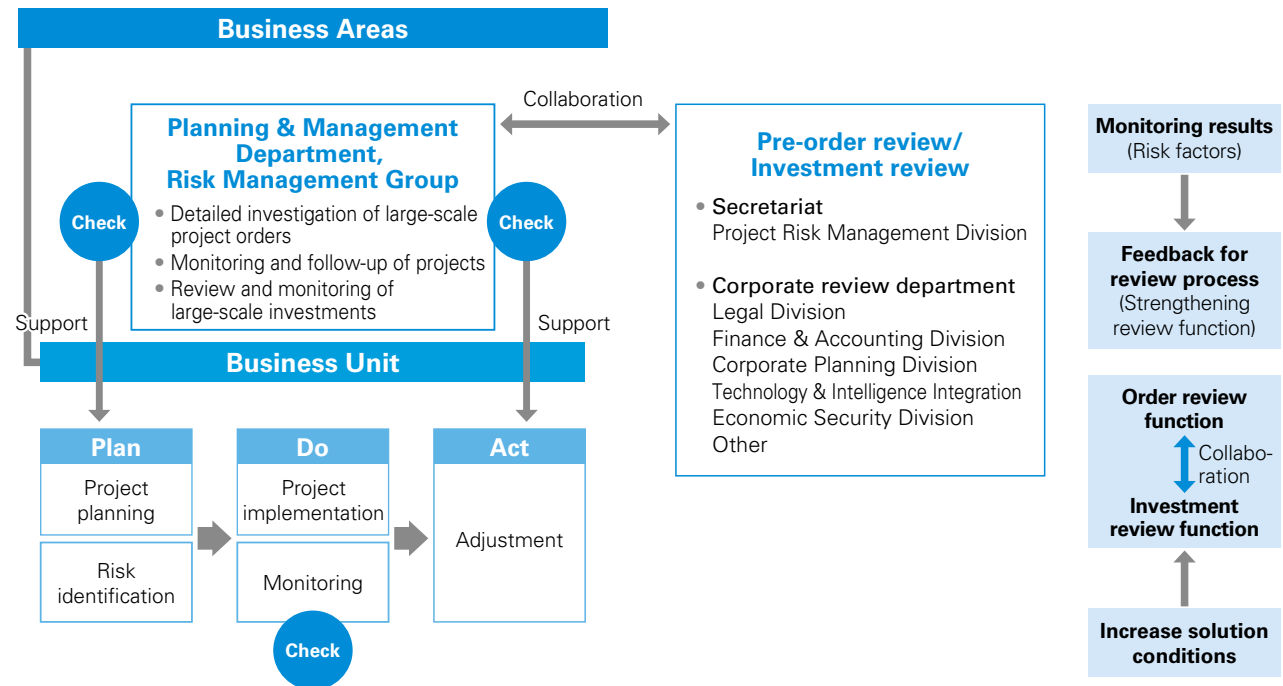 Business Areas
Collaboration
Planning & Management
Department,
Risk Management Group
• Detailed investigation of large-scale
project orders
• Monitoring and follow-up of projects
• Review and monitoring of
large-scale investments
Check
Check
Support
Support
Pre-order review/
Investment review
• Secretariat
Project Risk Management Division
• Corporate review department
Legal Division
Finance & Accounting Division
Corporate Planning Division
Technology & Intelligence Integration
Economic Security Division
Other
Business Unit
Plan
Project
planning
Risk
identification
Do
Project
implementation
Monitoring
Check
Act
Adjustment
Monitoring results
(Risk factors)
Feedback for
review process
(Strengthening
review function)
Order review
function
Collabo-
ration
Investment
review function
Increase solution
conditions